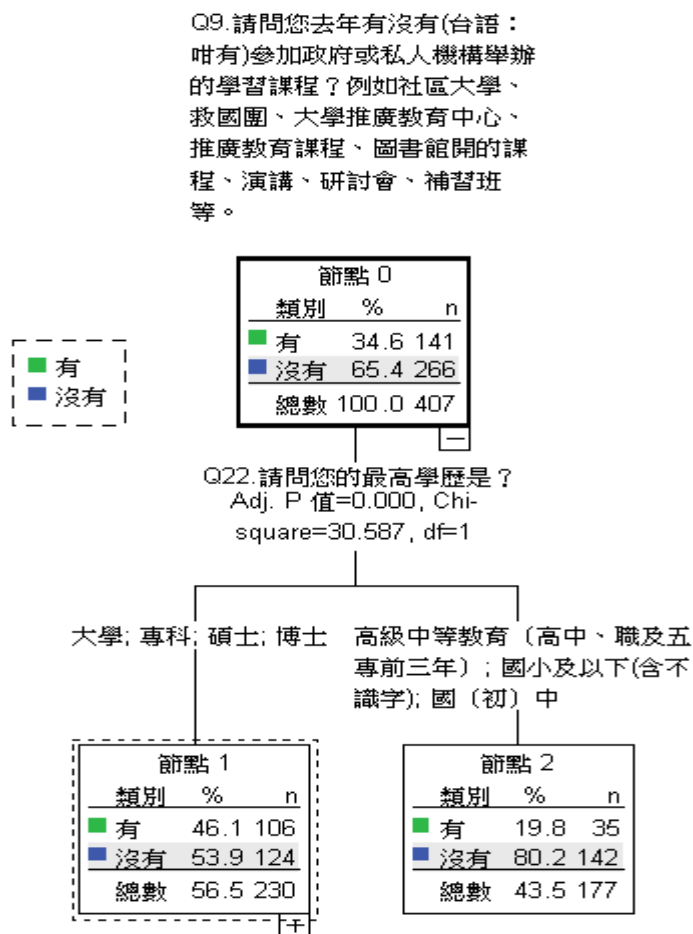 Q9.請問您去年有沒有(台語：
咁有)參加政府或私人機構舉辦
的學習課程？例如社區大學、
救國團、大學推廣教育中心、
推廣教育課程、圖書館開的課
程、演講、研討會、補習班
等。
節點 0
類別 % n
有 34.6 141
沒有 65.4 266
總數 100.0 407
有
沒有
Q22.請問您的最高學歷是？
Adj. P 值=0.000, Chi-
square=30.587, df=1
大學; 專科; 碩士; 博士
高級中等教育（高中、職及五
專前三年）; 國小及以下(含不
識字); 國（初）中
節點 1
類別 % n
有 46.1 106
沒有 53.9 124
總數 56.5 230
節點 2
類別 % n
有 19.8 35
沒有 80.2 142
總數 43.5 177